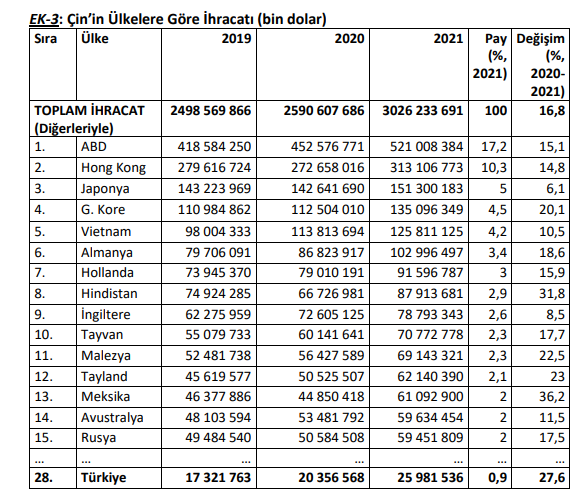 EK-3: Çin’in Ülkelere Göre İhracatı (bin dolar)
Sıra Ülke 2019 2020 2021 Pay Değişim
(%, (%,
2021) 2020-
2021)
TOPLAM İHRACAT 2498 569 866 2590 607 686 3026 233 691 100 16,8
(Diğerleriyle)
1. ABD 418 584 250 452 576 771 521 008 384 17,2 15,1
2. Hong Kong 279 616 724 272 658 016 313 106 773 10,3 14,8
3. Japonya 143 223 969 142 641 690 151 300 183 5 6,1
4. G. Kore 110 984 862 112 504 010 135 096 349 4,5 20,1
5. Vietnam 98 004 333 113 813 694 125 811 125 4,2 10,5
6. Almanya 79 706 091 86 823 917 102 996 497 3,4 18,6
7. Hollanda 73 945 370 79 010 191 91 596 787 3 15,9
8. Hindistan 74 924 285 66 726 981 87 913 681 2,9 31,8
9. İngiltere 62 275 959 72 605 125 78 793 343 2,6 8,5
10. Tayvan 55 079 733 60 141 641 70 772 778 2,3 17,7
11. Malezya 52 481 738 56 427 589 69 143 321 2,3 22,5
12. Tayland 45 619 577 50 525 507 62 140 390 2,1 23
13. Meksika 46 377 886 44 850 418 61 092 900 2 36,2
14. Avustralya 48 103 594 53 481 792 59 634 454 2 11,5
15. Rusya 49 484 540 50 584 508 59 451 809 2 17,5
... ... ... ... ... ... ...
28. Türkiye 17 321 763 20 356 568 25 981 536 0,9 27,6